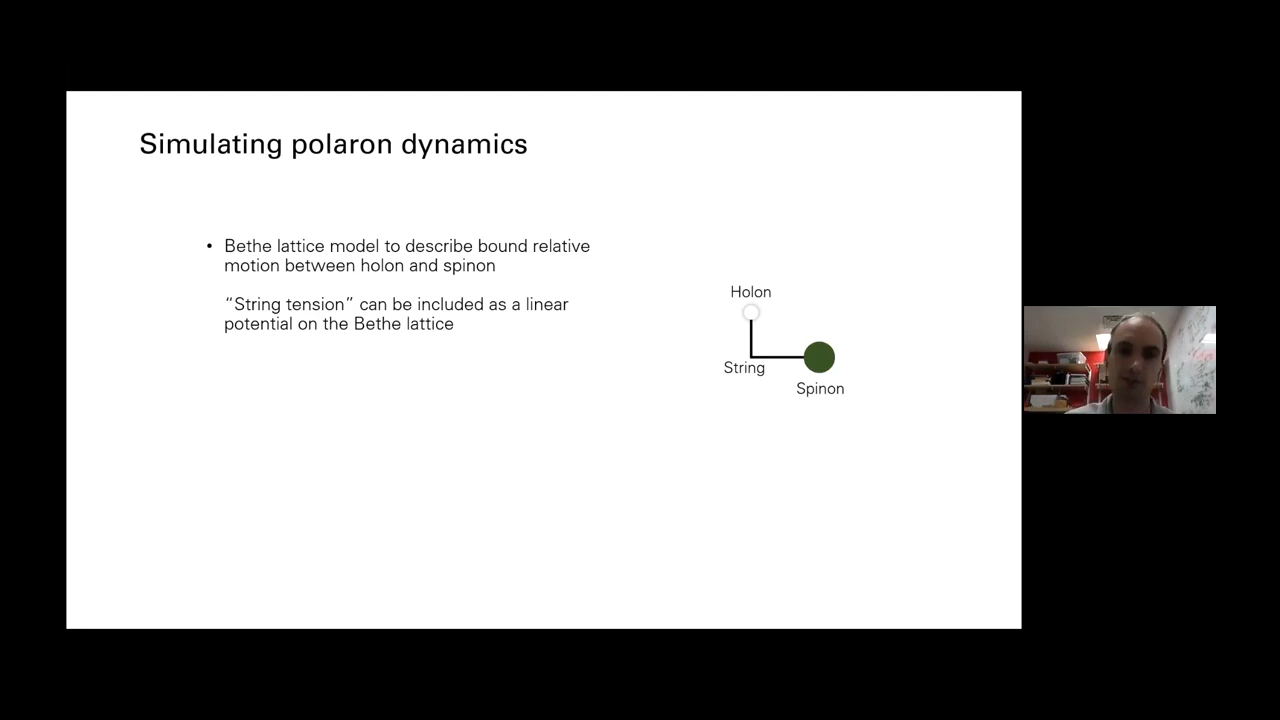 Simulating polaron dynamics
• Bethe lattice model to describe bound relative
motion between holon and spinon
“String tension” can be included as a linear
potential on the Bethe lattice
Holon
String
Spinon